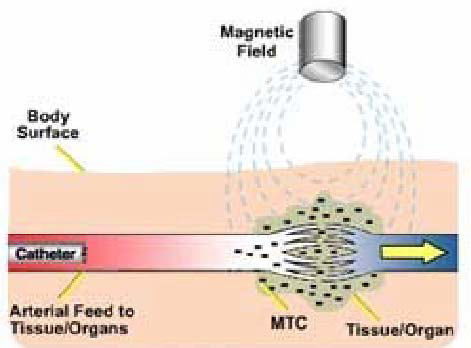 Magnetic
Field
Body
Surface
Catheter
Arterial Feed to
Tissue/Organs
MTC
Tissue/Organ